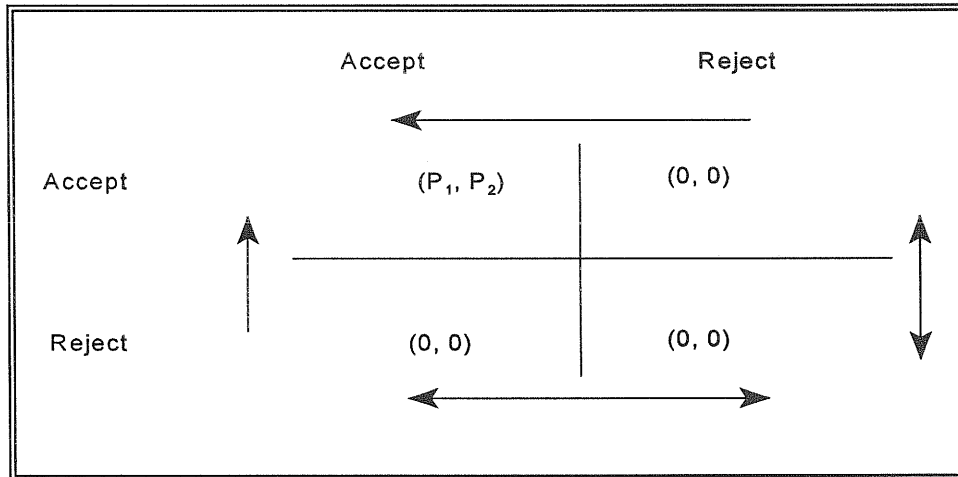 Accept Reject
Accept (P₁, P₂) (0, 0)
Reject (0, 0) (0, 0)